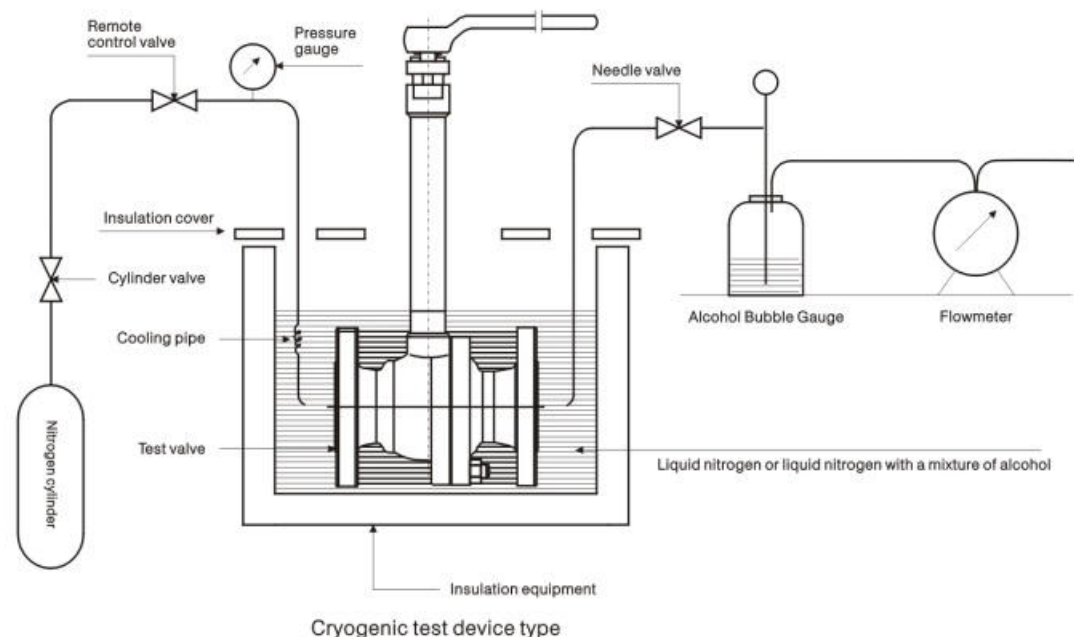 Remote
control valve
Pressure
gauge
Needle valve
Insulation cover
Cylinder valve
Cooling pipe
Alcohol Bubble Gauge
Flowmeter
Nitrogen cylinder
Test valve
Liquid nitrogen or liquid nitrogen with a mixture of alcohol
Insulation equipment
Cryogenic test device type